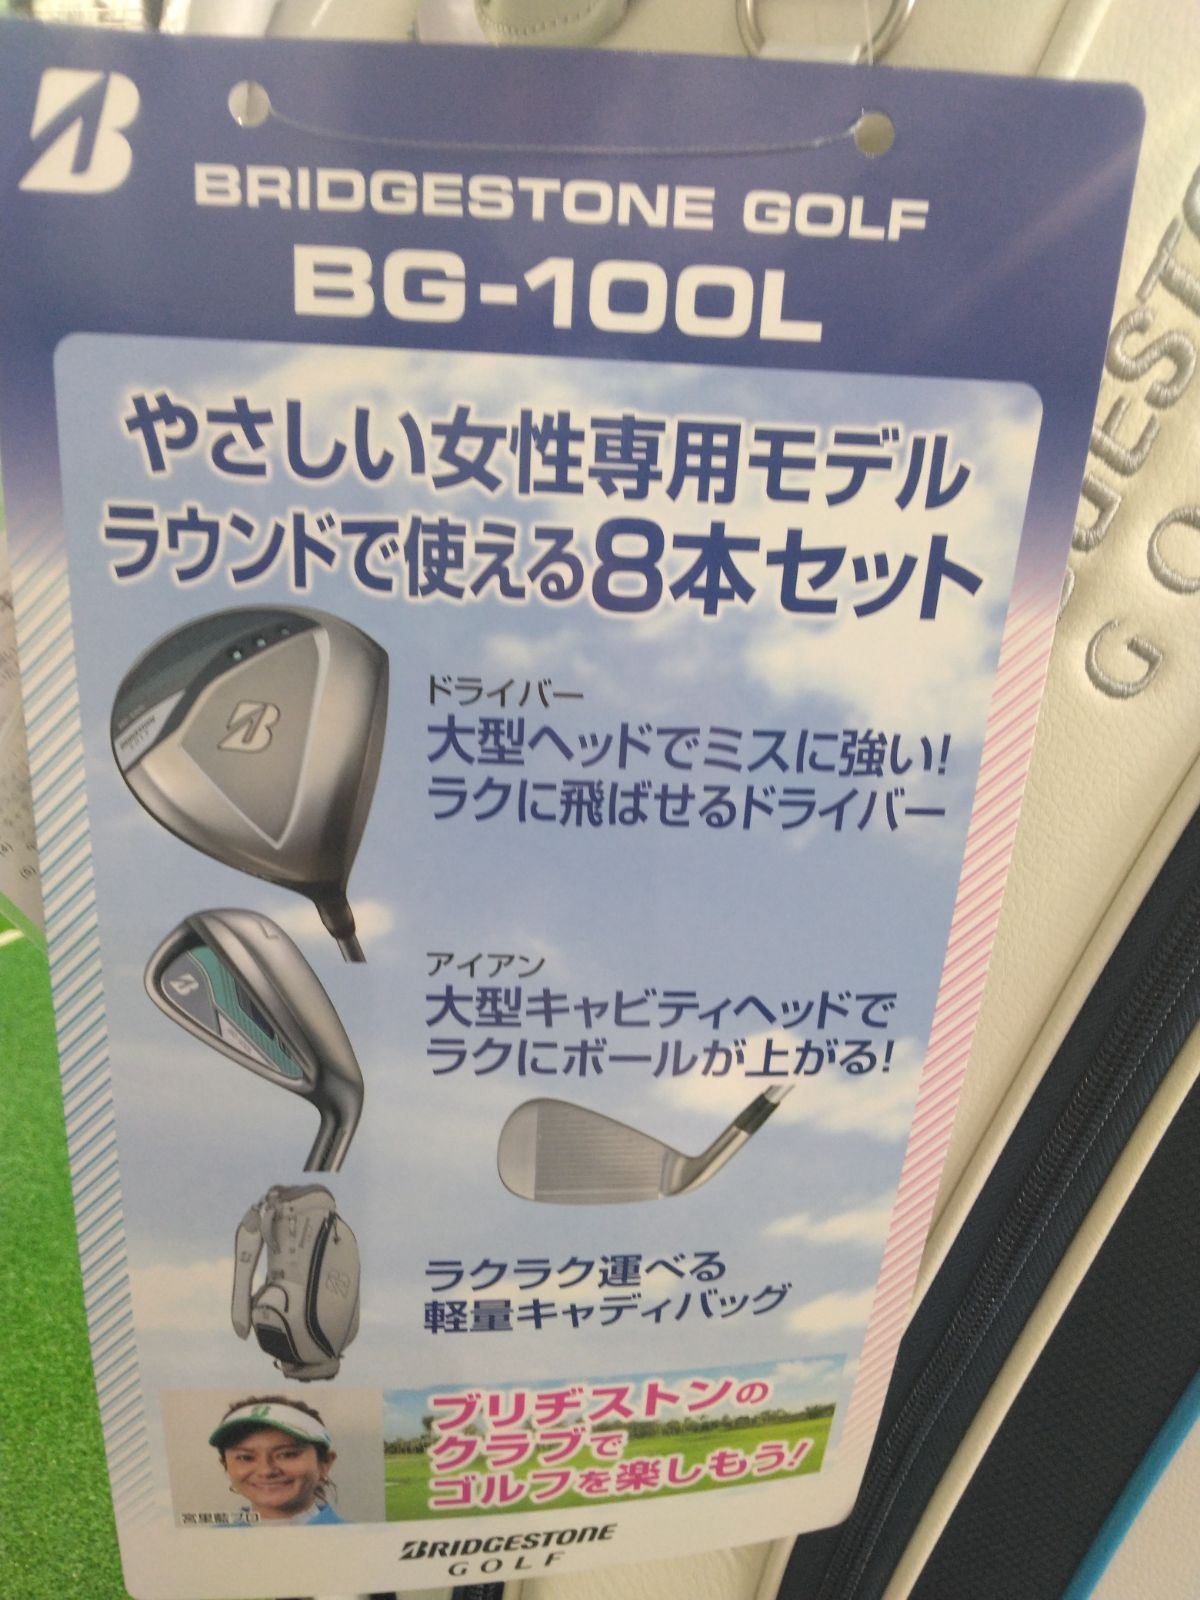 BRIDGESTONE GOLF
BG-100L
やさしい女性専用モデル
ラウンドで使える8本セット
ドライバー
大型ヘッドでミスに強い!
ラクに飛ばせるドライバー
アイアン
大型キャビティヘッドで
ラクにボールが上がる!
ラクラク運べる
軽量キャディバッグ
ブリヂストンの
クラブで
ゴルフを楽しもう!
宮里藍プロ
BRIDGESTONE
GOLF